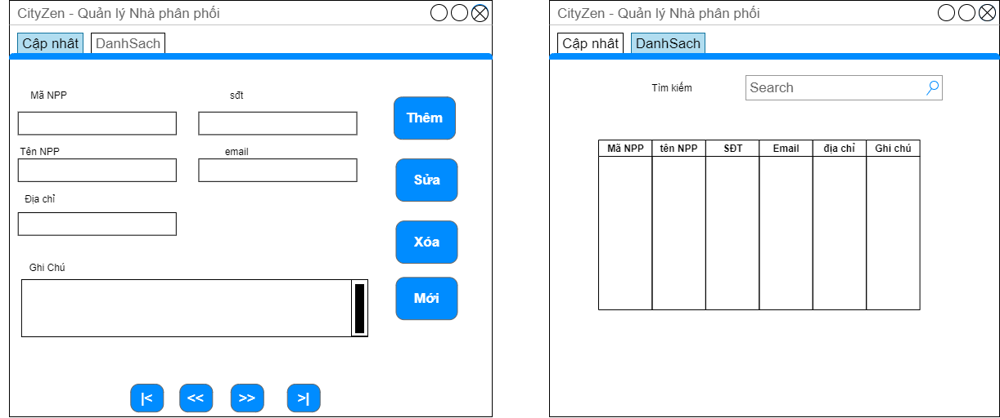 CityZen - Quản lý Nhà phân phối
Cập nhât
DanhSach
Mã NPP
sđt
Thêm
Tên NPP
email
Sửa
Địa chỉ
Xóa
Ghi Chú
Mới
|<
<<
>>
>|
CityZen - Quản lý Nhà phân phối
Cập nhât
DanhSach
Tìm kiếm
Search
Mã NPP
tên NPP
SĐT
Email
địa chỉ
Ghi chú